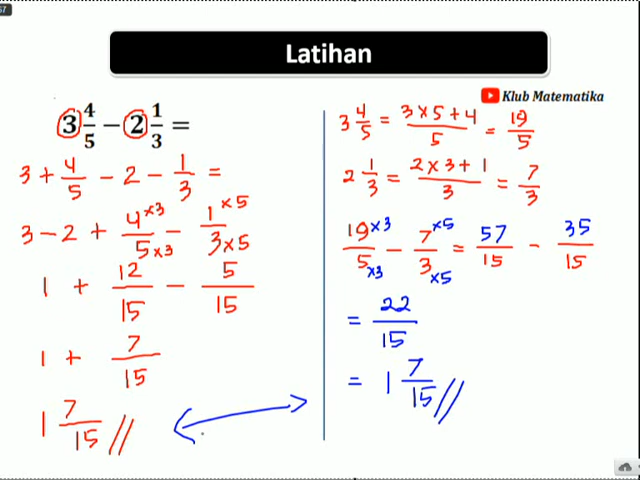 57
Latihan
Klub Matematika
3 4/5 − 2 1/3 =
3 + 4/5 − 2 − 1/3 =
3 − 2 + 4 ×3/5 ×3 − 1 ×5/3 ×5
1 + 12/15 − 5/15
1 + 7/15
1 7/15 //
3 4/5 = 3 × 5 + 4/5 = 19/5
2 1/3 = 2 × 3 + 1/3 = 7/3
19 ×3/5 ×3 − 7 ×5/3 ×5 = 57/15 − 35/15
= 22/15
= 1 7/15 //